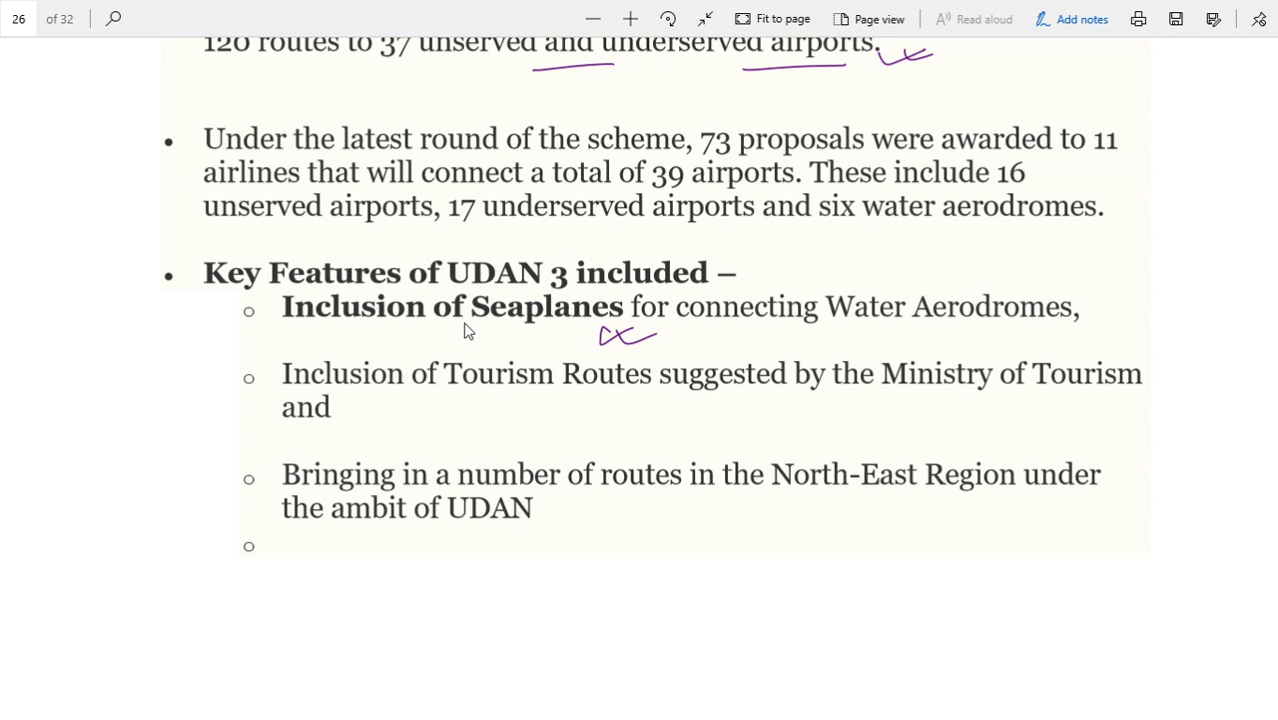 26 of 32 Fit to page Page view Read aloud Add notes
120 routes to 37 unserved and underserved airports.
• Under the latest round of the scheme, 73 proposals were awarded to 11
airlines that will connect a total of 39 airports. These include 16
unserved airports, 17 underserved airports and six water aerodromes.
• Key Features of UDAN 3 included –
o Inclusion of Seaplanes for connecting Water Aerodromes,
o Inclusion of Tourism Routes suggested by the Ministry of Tourism
and
o Bringing in a number of routes in the North-East Region under
the ambit of UDAN
o